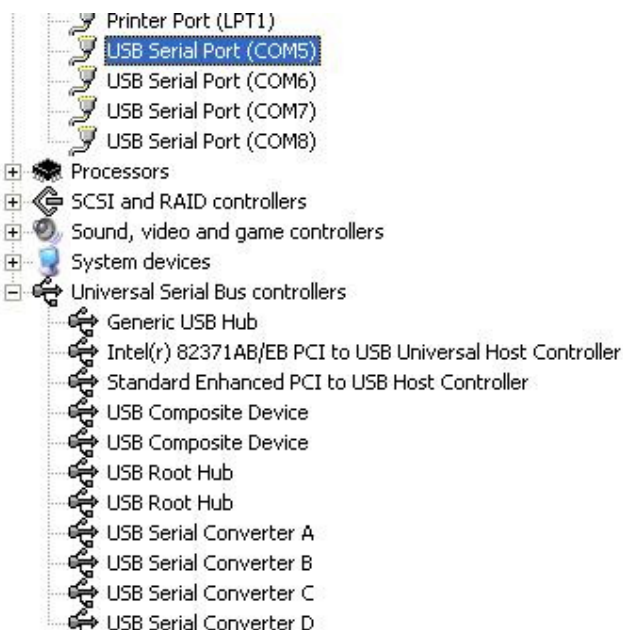 Printer Port (LPT1)
USB Serial Port (COM5)
USB Serial Port (COM6)
USB Serial Port (COM7)
USB Serial Port (COM8)
Processors
SCSI and RAID controllers
Sound, video and game controllers
System devices
Universal Serial Bus controllers
Generic USB Hub
Intel(r) 82371AB/EB PCI to USB Universal Host Controller
Standard Enhanced PCI to USB Host Controller
USB Composite Device
USB Composite Device
USB Root Hub
USB Root Hub
USB Serial Converter A
USB Serial Converter B
USB Serial Converter C
USB Serial Converter D